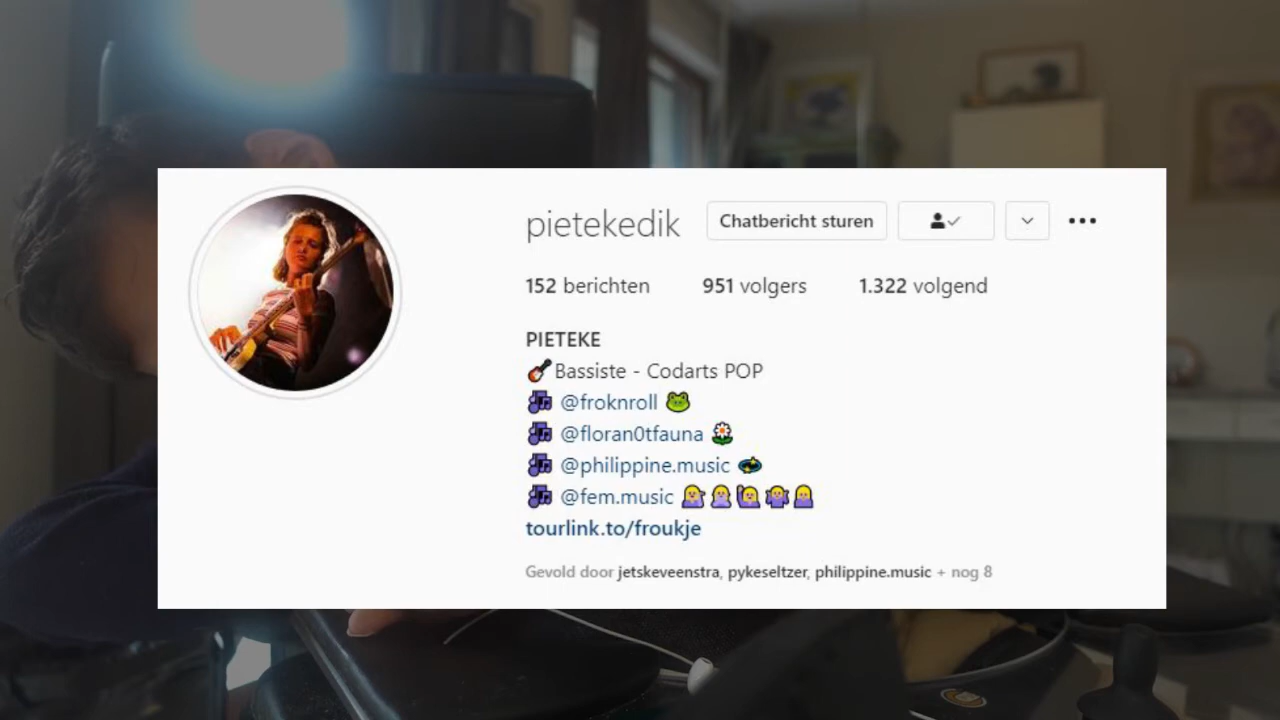 pietekedik Chatbericht sturen
152 berichten 951 volgers 1.322 volgend
PIETEKE
Bassiste - Codarts POP
@froknroll
@floran0tfauna
@philippine.music
@fem.music
tourlink.to/froukje
Gevold door jetskeveenstra, pykeseltzer, philippine.music + nog 8